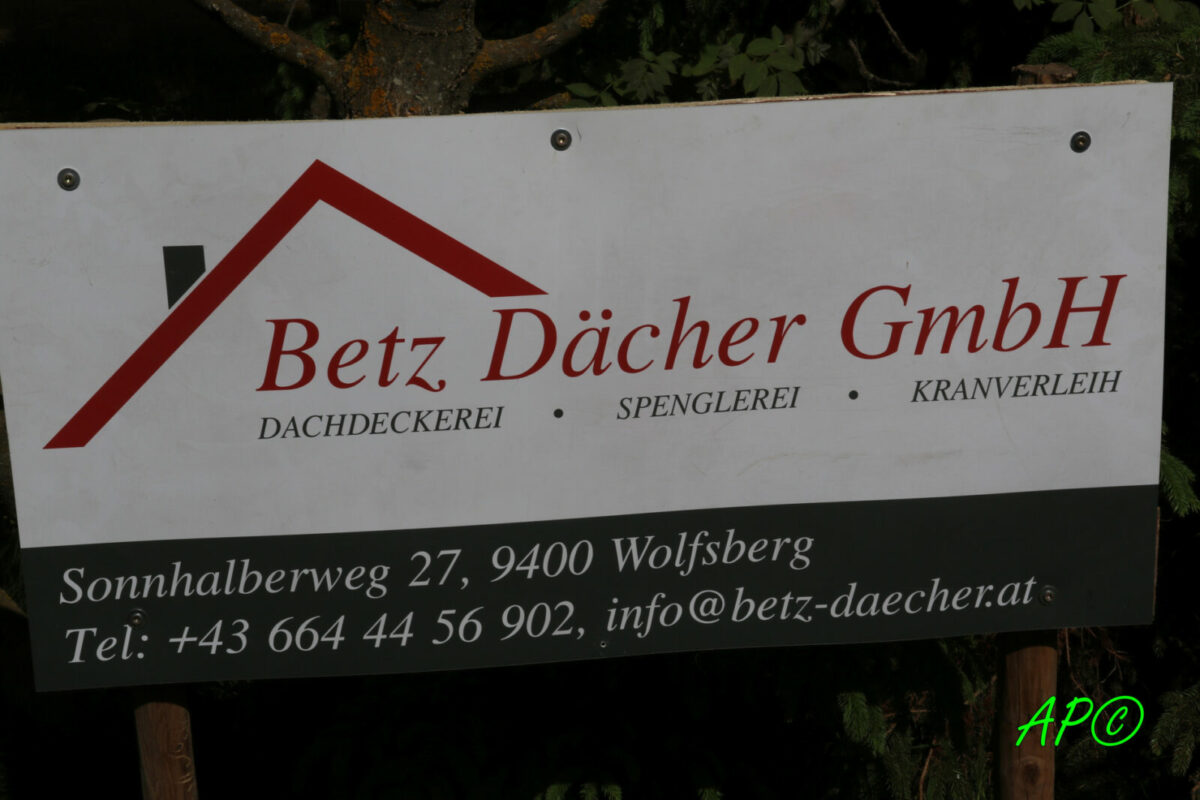 Betz Dächer GmbH
DACHDECKEREI • SPENGLEREI • KRANVERLEIH
Sonnhalberweg 27, 9400 Wolfsberg
Tel: +43 664 44 56 902, info@betz-daecher.at
AP©